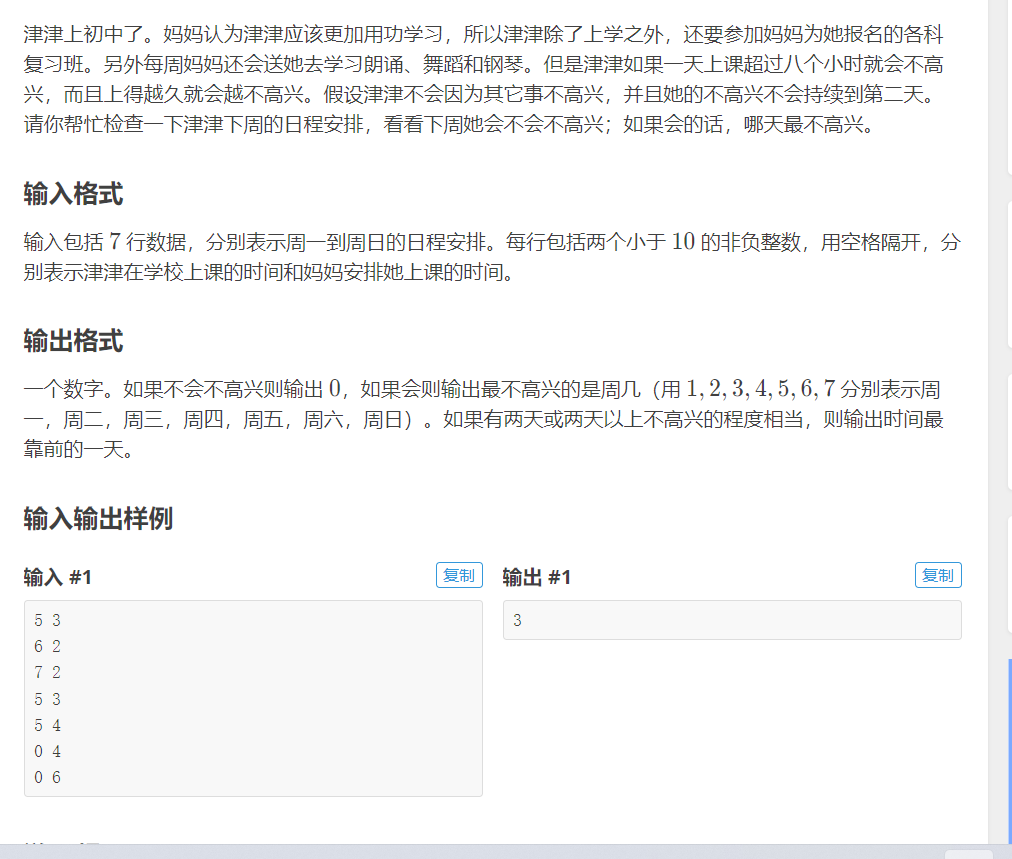 津津上初中了。妈妈认为津津应该更加用功学习，所以津津除了上学之外，还要参加妈妈为她报名的各科
复习班。另外每周妈妈还会送她去学习朗诵、舞蹈和钢琴。但是津津如果一天上课超过八个小时就会不高
兴，而且上得越久就会越不高兴。假设津津不会因为其它事不高兴，并且她的不高兴不会持续到第二天。
请你帮忙检查一下津津下周的日程安排，看看下周她会不会不高兴；如果会的话，哪天最不高兴。
输入格式
输入包括 7 行数据，分别表示周一到周日的日程安排。每行包括两个小于 10 的非负整数，用空格隔开，分
别表示津津在学校上课的时间和妈妈安排她上课的时间。
输出格式
一个数字。如果不会不高兴则输出 0，如果会则输出最不高兴的是周几（用 1, 2, 3, 4, 5, 6, 7 分别表示周
一，周二，周三，周四，周五，周六，周日）。如果有两天或两天以上不高兴的程度相当，则输出时间最
靠前的一天。
输入输出样例
输入 #1
复制
5 3
6 2
7 2
5 3
5 4
0 4
0 6
输出 #1
复制
3